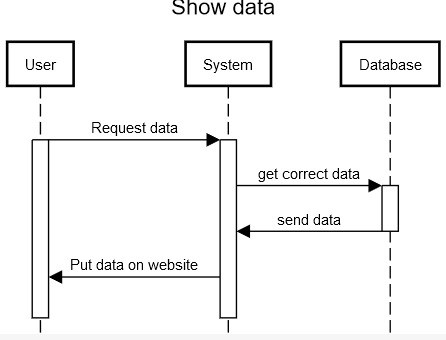 Show data
User
System
Database
Request data
get correct data
send data
Put data on website